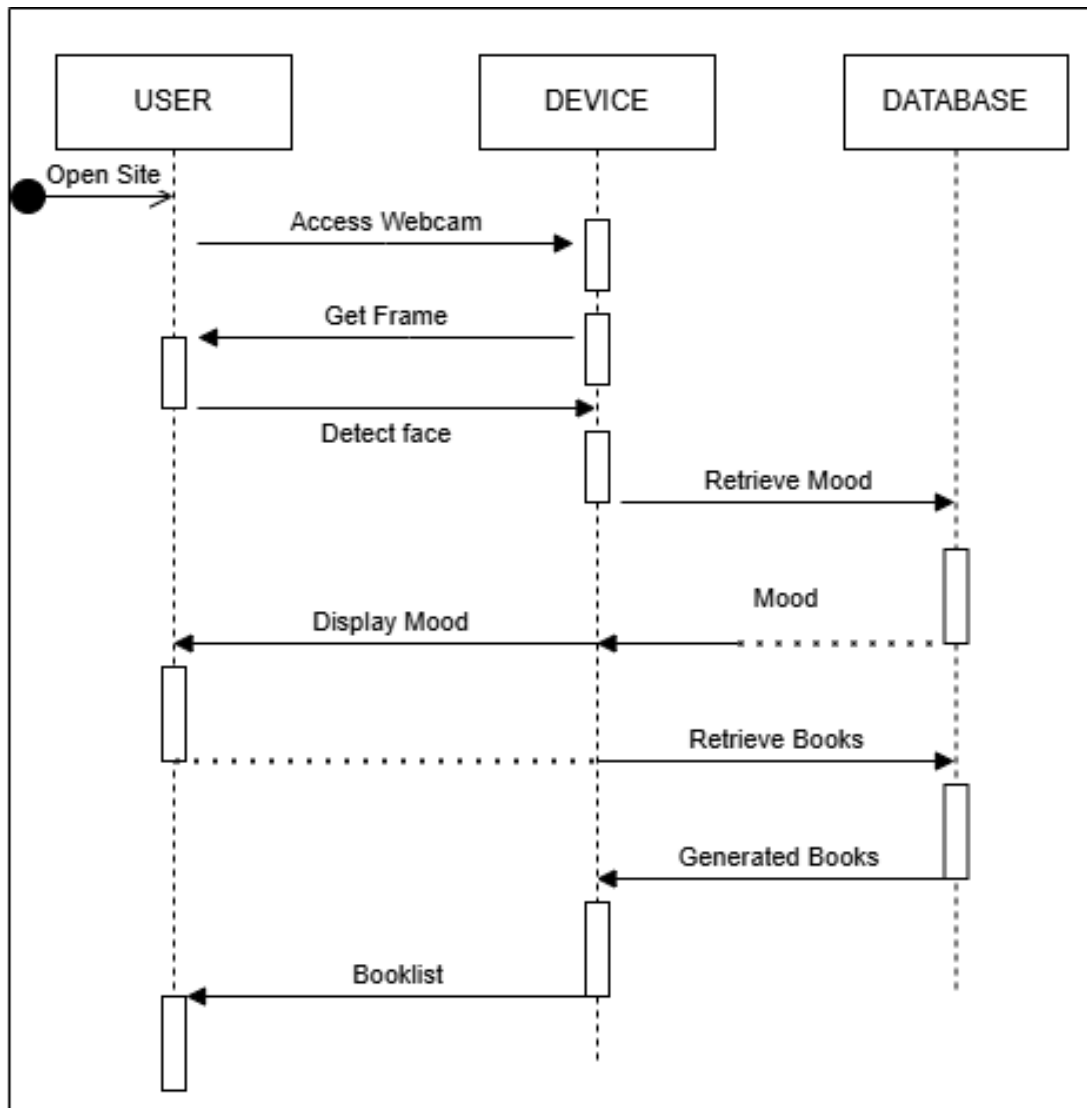 USER
DEVICE
DATABASE
Open Site
Access Webcam
Get Frame
Detect face
Retrieve Mood
Mood
Display Mood
Retrieve Books
Generated Books
Booklist